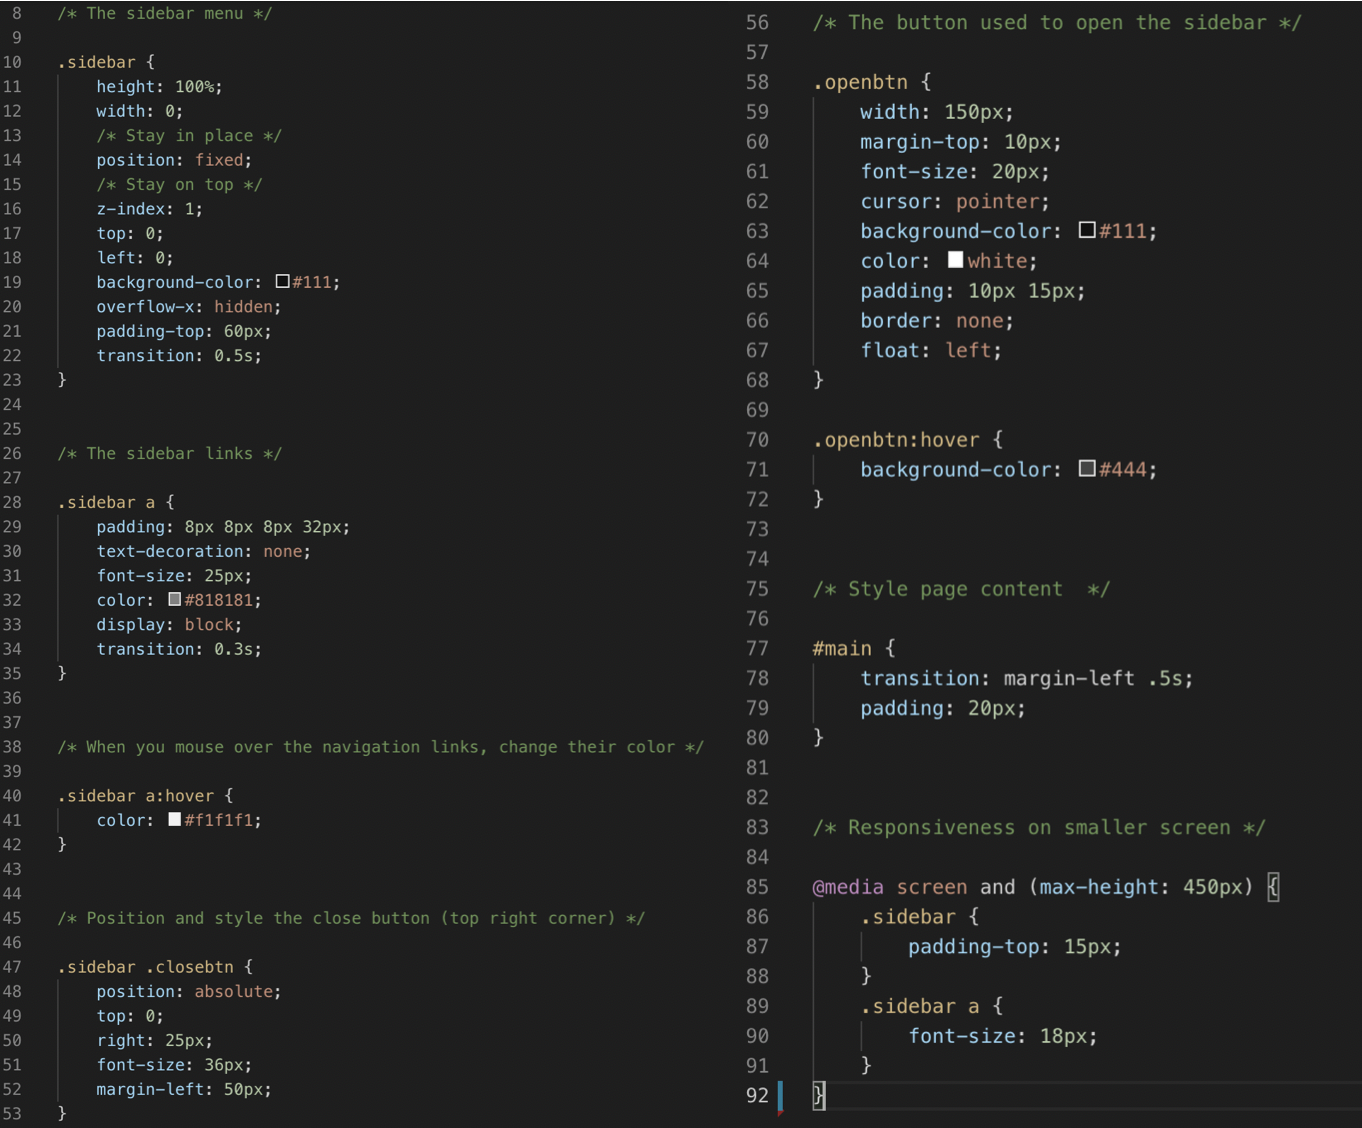 8 /* The sidebar menu */
9
10 .sidebar {
11     height: 100%;
12     width: 0;
13     /* Stay in place */
14     position: fixed;
15     /* Stay on top */
16     z-index: 1;
17     top: 0;
18     left: 0;
19     background-color: #111;
20     overflow-x: hidden;
21     padding-top: 60px;
22     transition: 0.5s;
23 }
24
25
26 /* The sidebar links */
27
28 .sidebar a {
29     padding: 8px 8px 8px 32px;
30     text-decoration: none;
31     font-size: 25px;
32     color: #818181;
33     display: block;
34     transition: 0.3s;
35 }
36
37
38 /* When you mouse over the navigation links, change their color */
39
40 .sidebar a:hover {
41     color: #f1f1f1;
42 }
43
44
45 /* Position and style the close button (top right corner) */
46
47 .sidebar .closebtn {
48     position: absolute;
49     top: 0;
50     right: 25px;
51     font-size: 36px;
52     margin-left: 50px;
53 }
56 /* The button used to open the sidebar */
57
58 .openbtn {
59     width: 150px;
60     margin-top: 10px;
61     font-size: 20px;
62     cursor: pointer;
63     background-color: #111;
64     color: white;
65     padding: 10px 15px;
66     border: none;
67     float: left;
68 }
69
70 .openbtn:hover {
71     background-color: #444;
72 }
73
74
75 /* Style page content  */
76
77 #main {
78     transition: margin-left .5s;
79     padding: 20px;
80 }
81
82
83 /* Responsiveness on smaller screen */
84
85 @media screen and (max-height: 450px) {
86     .sidebar {
87         padding-top: 15px;
88     }
89     .sidebar a {
90         font-size: 18px;
91     }
92 }